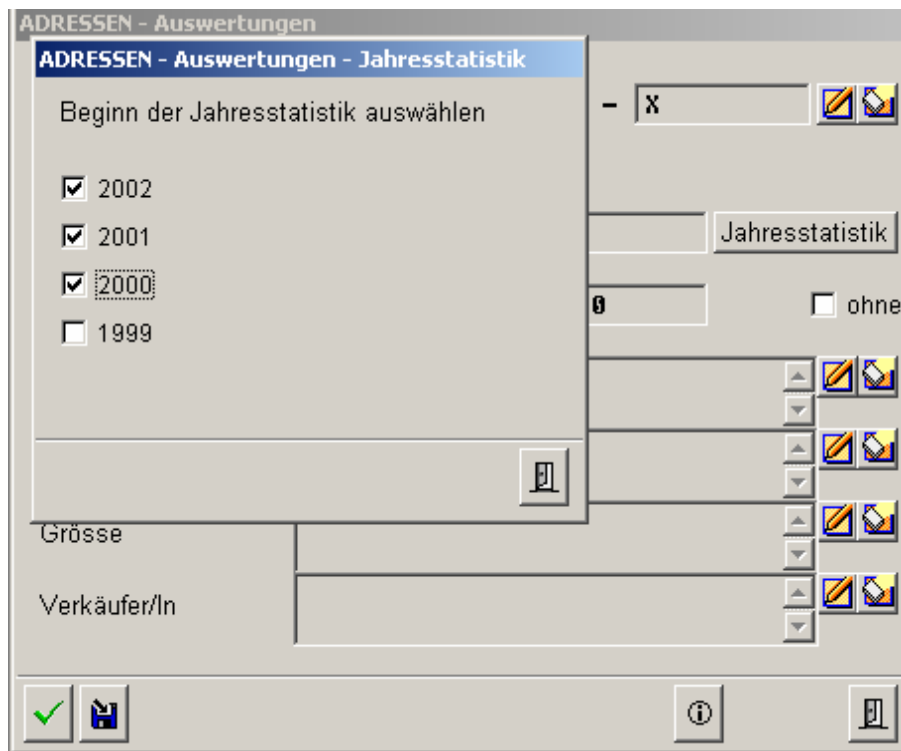 ADRESSEN - Auswertungen
ADRESSEN - Auswertungen - Jahresstatistik
Beginn der Jahresstatistik auswählen
- X
2002
2001
Jahresstatistik
2000
0
ohne
1999
Grösse
Verkäufer/In